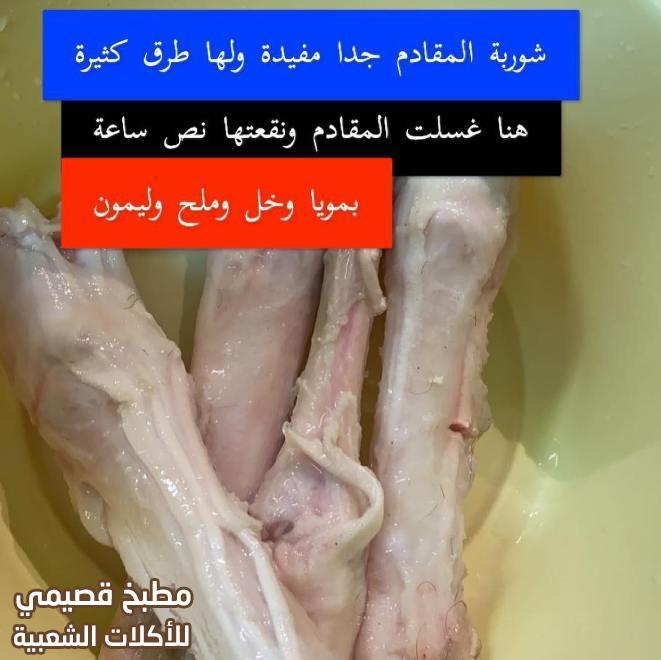 شوربة المقادم جدا مفيدة ولها طرق كثيرة
هنا غسلت المقادم ونقعتها نص ساعة
بمويا وخل وملح وليمون
مطبخ قصيمي
للأكلات الشعبية